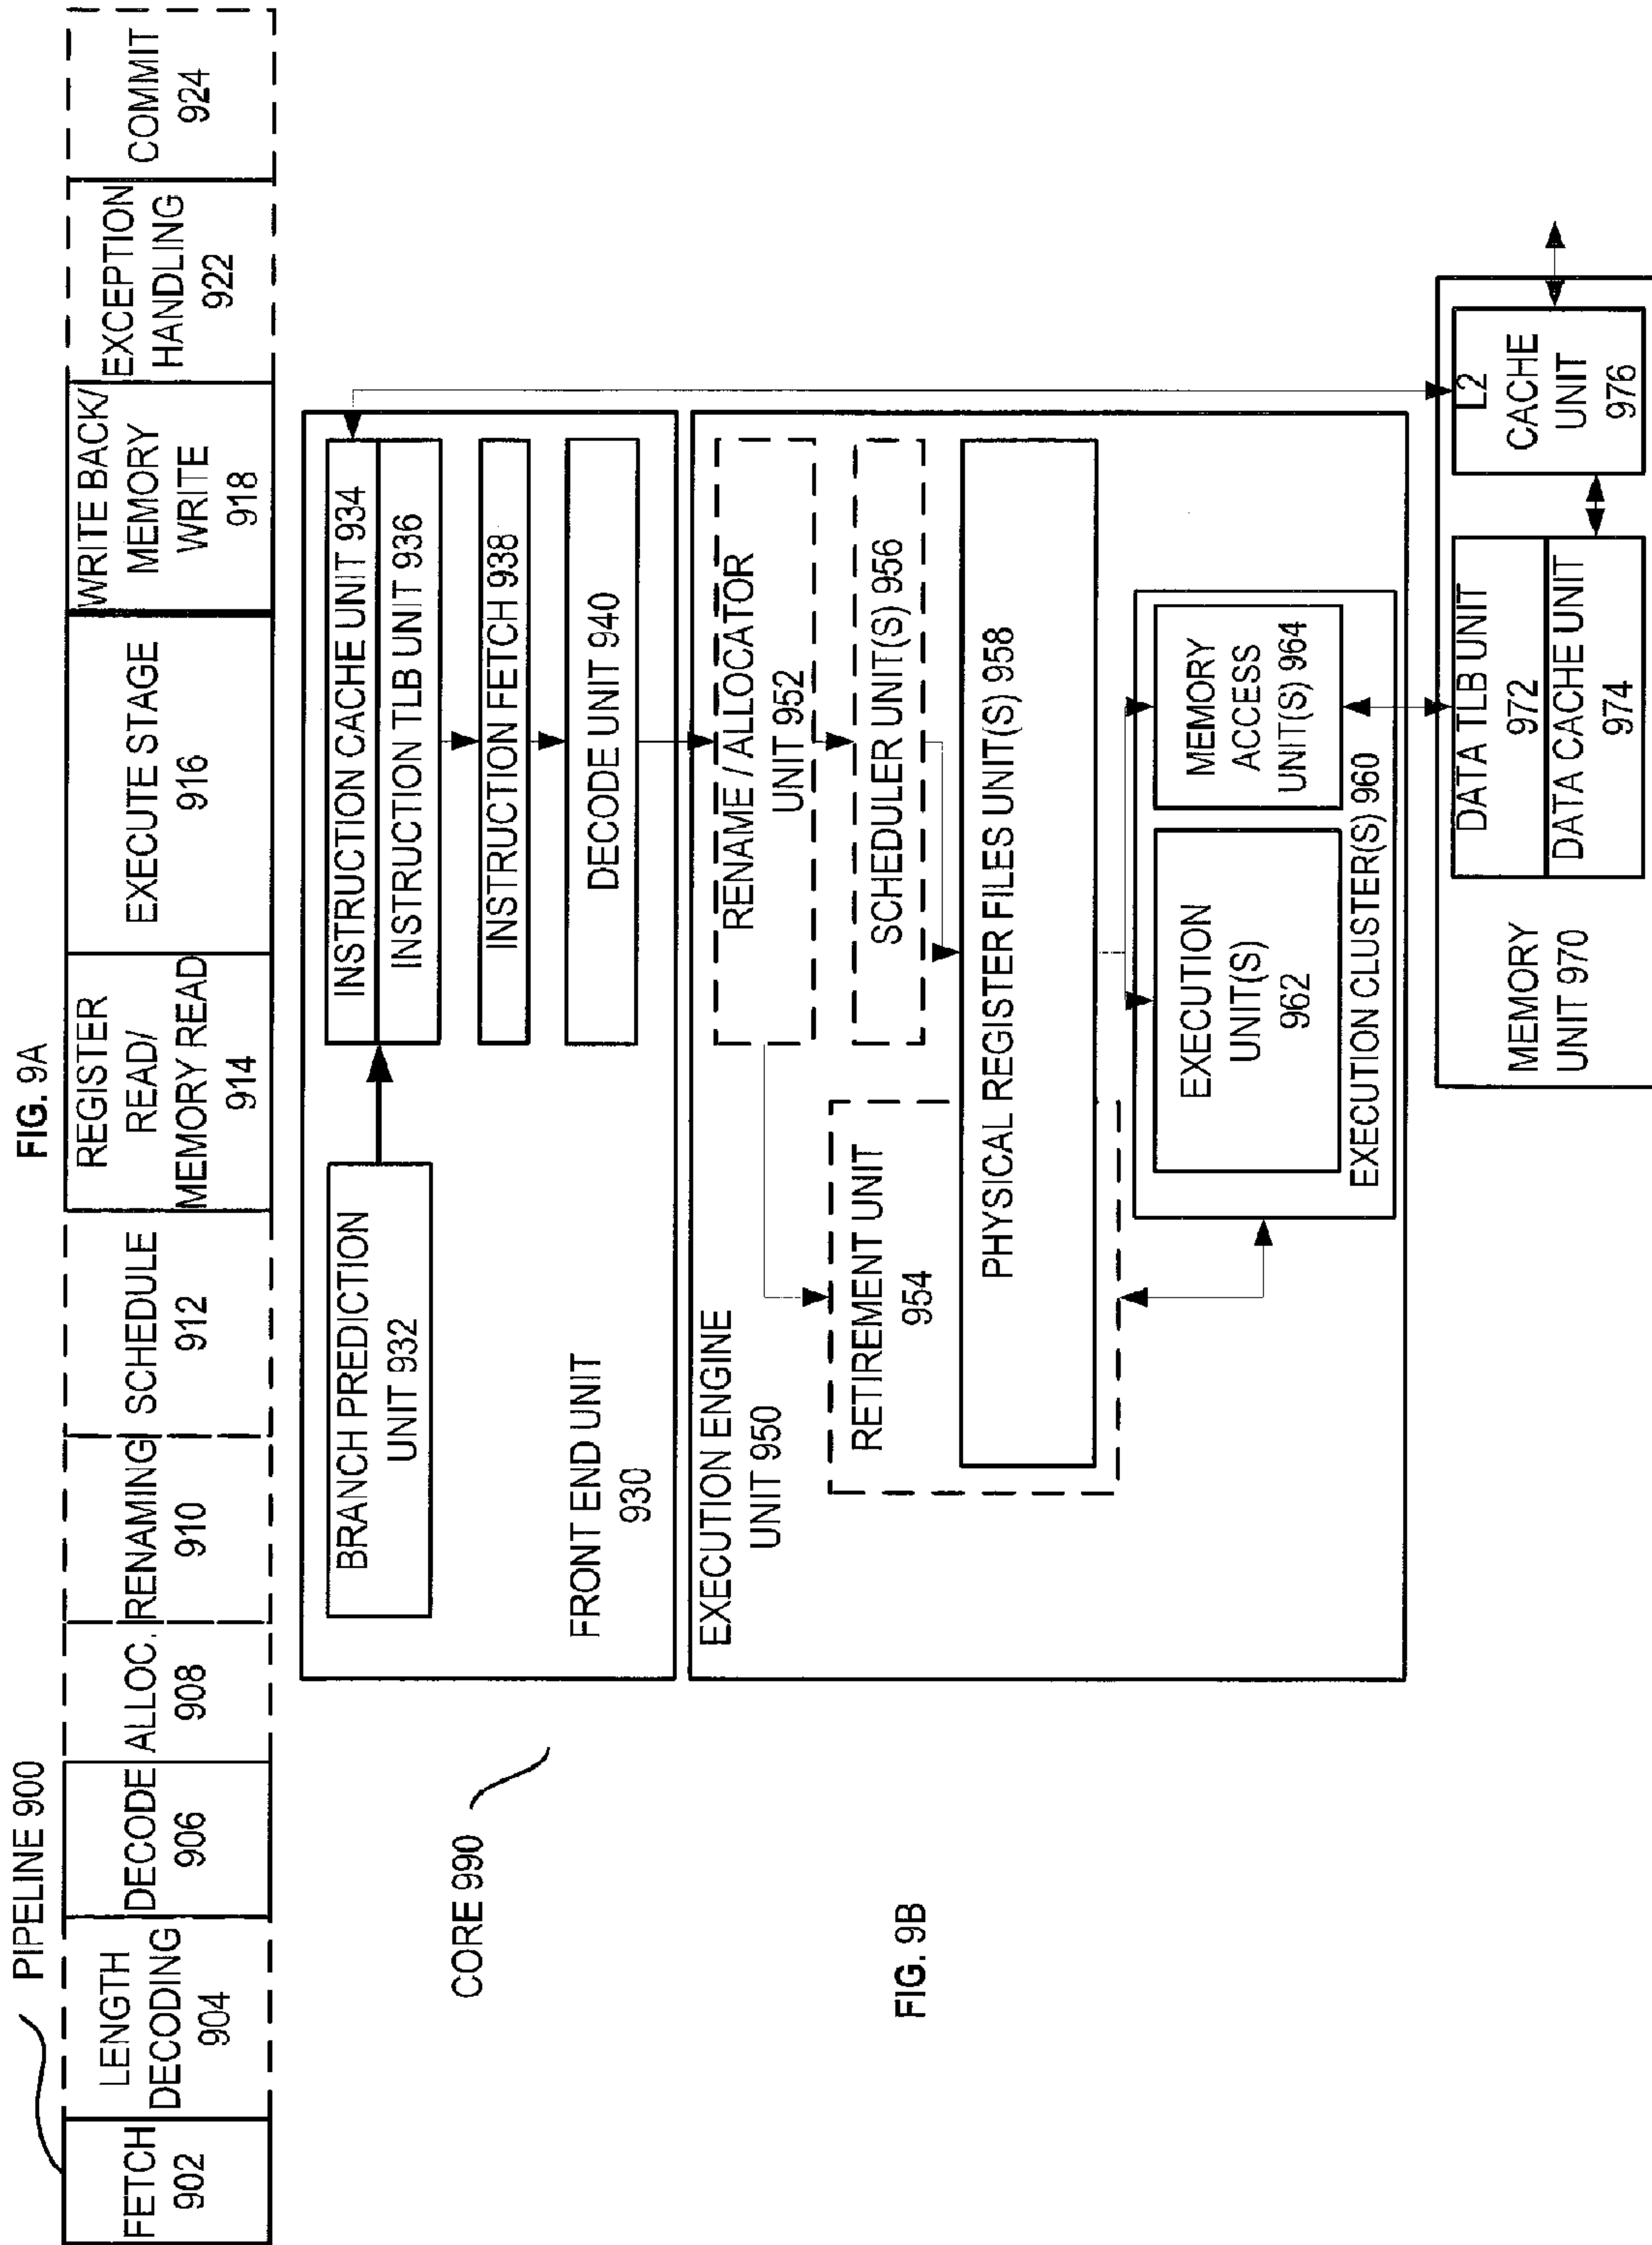 FIG. 9A
PIPELINE 900
FETCH
902
LENGTH
DECODING
904
DECODE
906
ALLOC.
908
RENAMING
910
SCHEDULE
912
REGISTER
READ/
MEMORY READ
914
EXECUTE STAGE
916
WRITE BACK/
MEMORY
WRITE
918
EXCEPTION
HANDLING
922
COMMIT
924
CORE 990
FIG. 9B
BRANCH PREDICTION
UNIT 932
INSTRUCTION CACHE UNIT 934
INSTRUCTION TLB UNIT 936
INSTRUCTION FETCH 938
DECODE UNIT 940
FRONT END UNIT
930
EXECUTION ENGINE
UNIT 950
RENAME / ALLOCATOR
UNIT 952
RETIREMENT UNIT
954
SCHEDULER UNIT(S) 956
PHYSICAL REGISTER FILES UNIT(S) 958
EXECUTION
UNIT(S)
962
MEMORY
ACCESS
UNIT(S) 964
EXECUTION CLUSTER(S) 960
MEMORY
UNIT 970
DATA TLB UNIT
972
DATA CACHE UNIT
974
L2
CACHE
UNIT
976